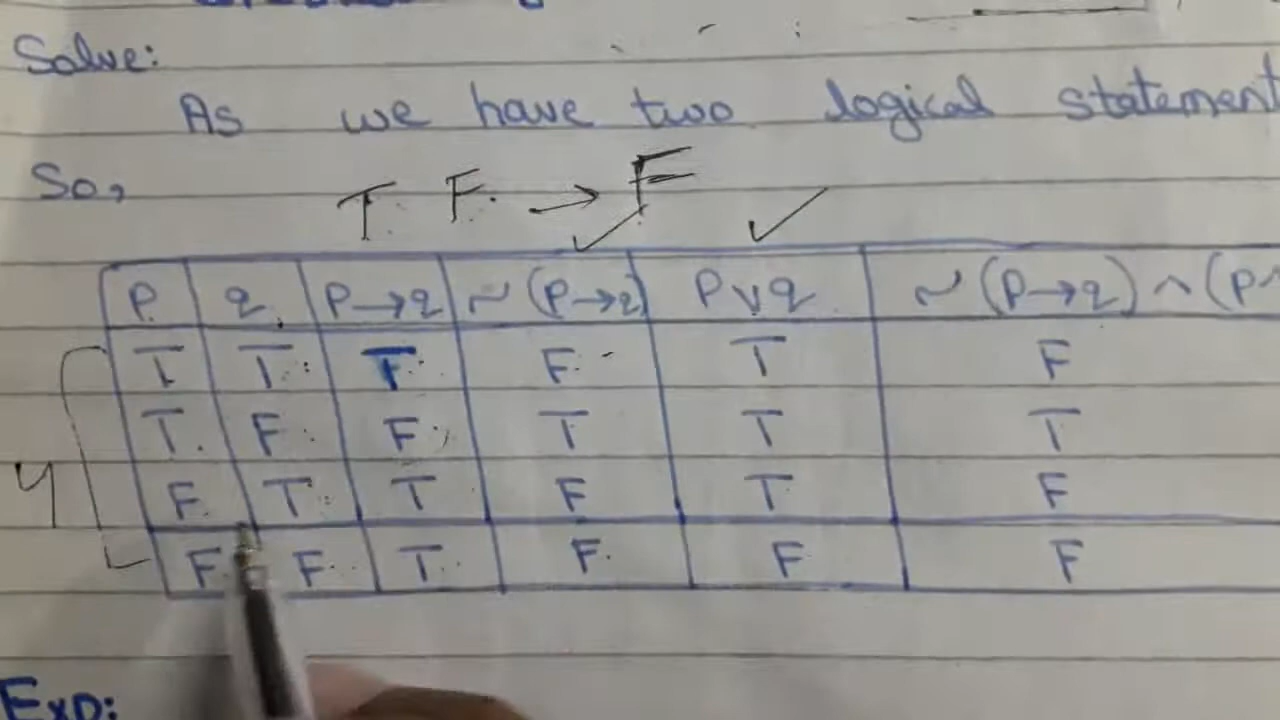 Solve:
As we have two logical statement
So,
T F. → F
P q P→q ~(P→q) P∨q ~(P→q)∧(P
T T F F T F
T F F T T T
4 F T T F T F
F F T F F F
Exp: